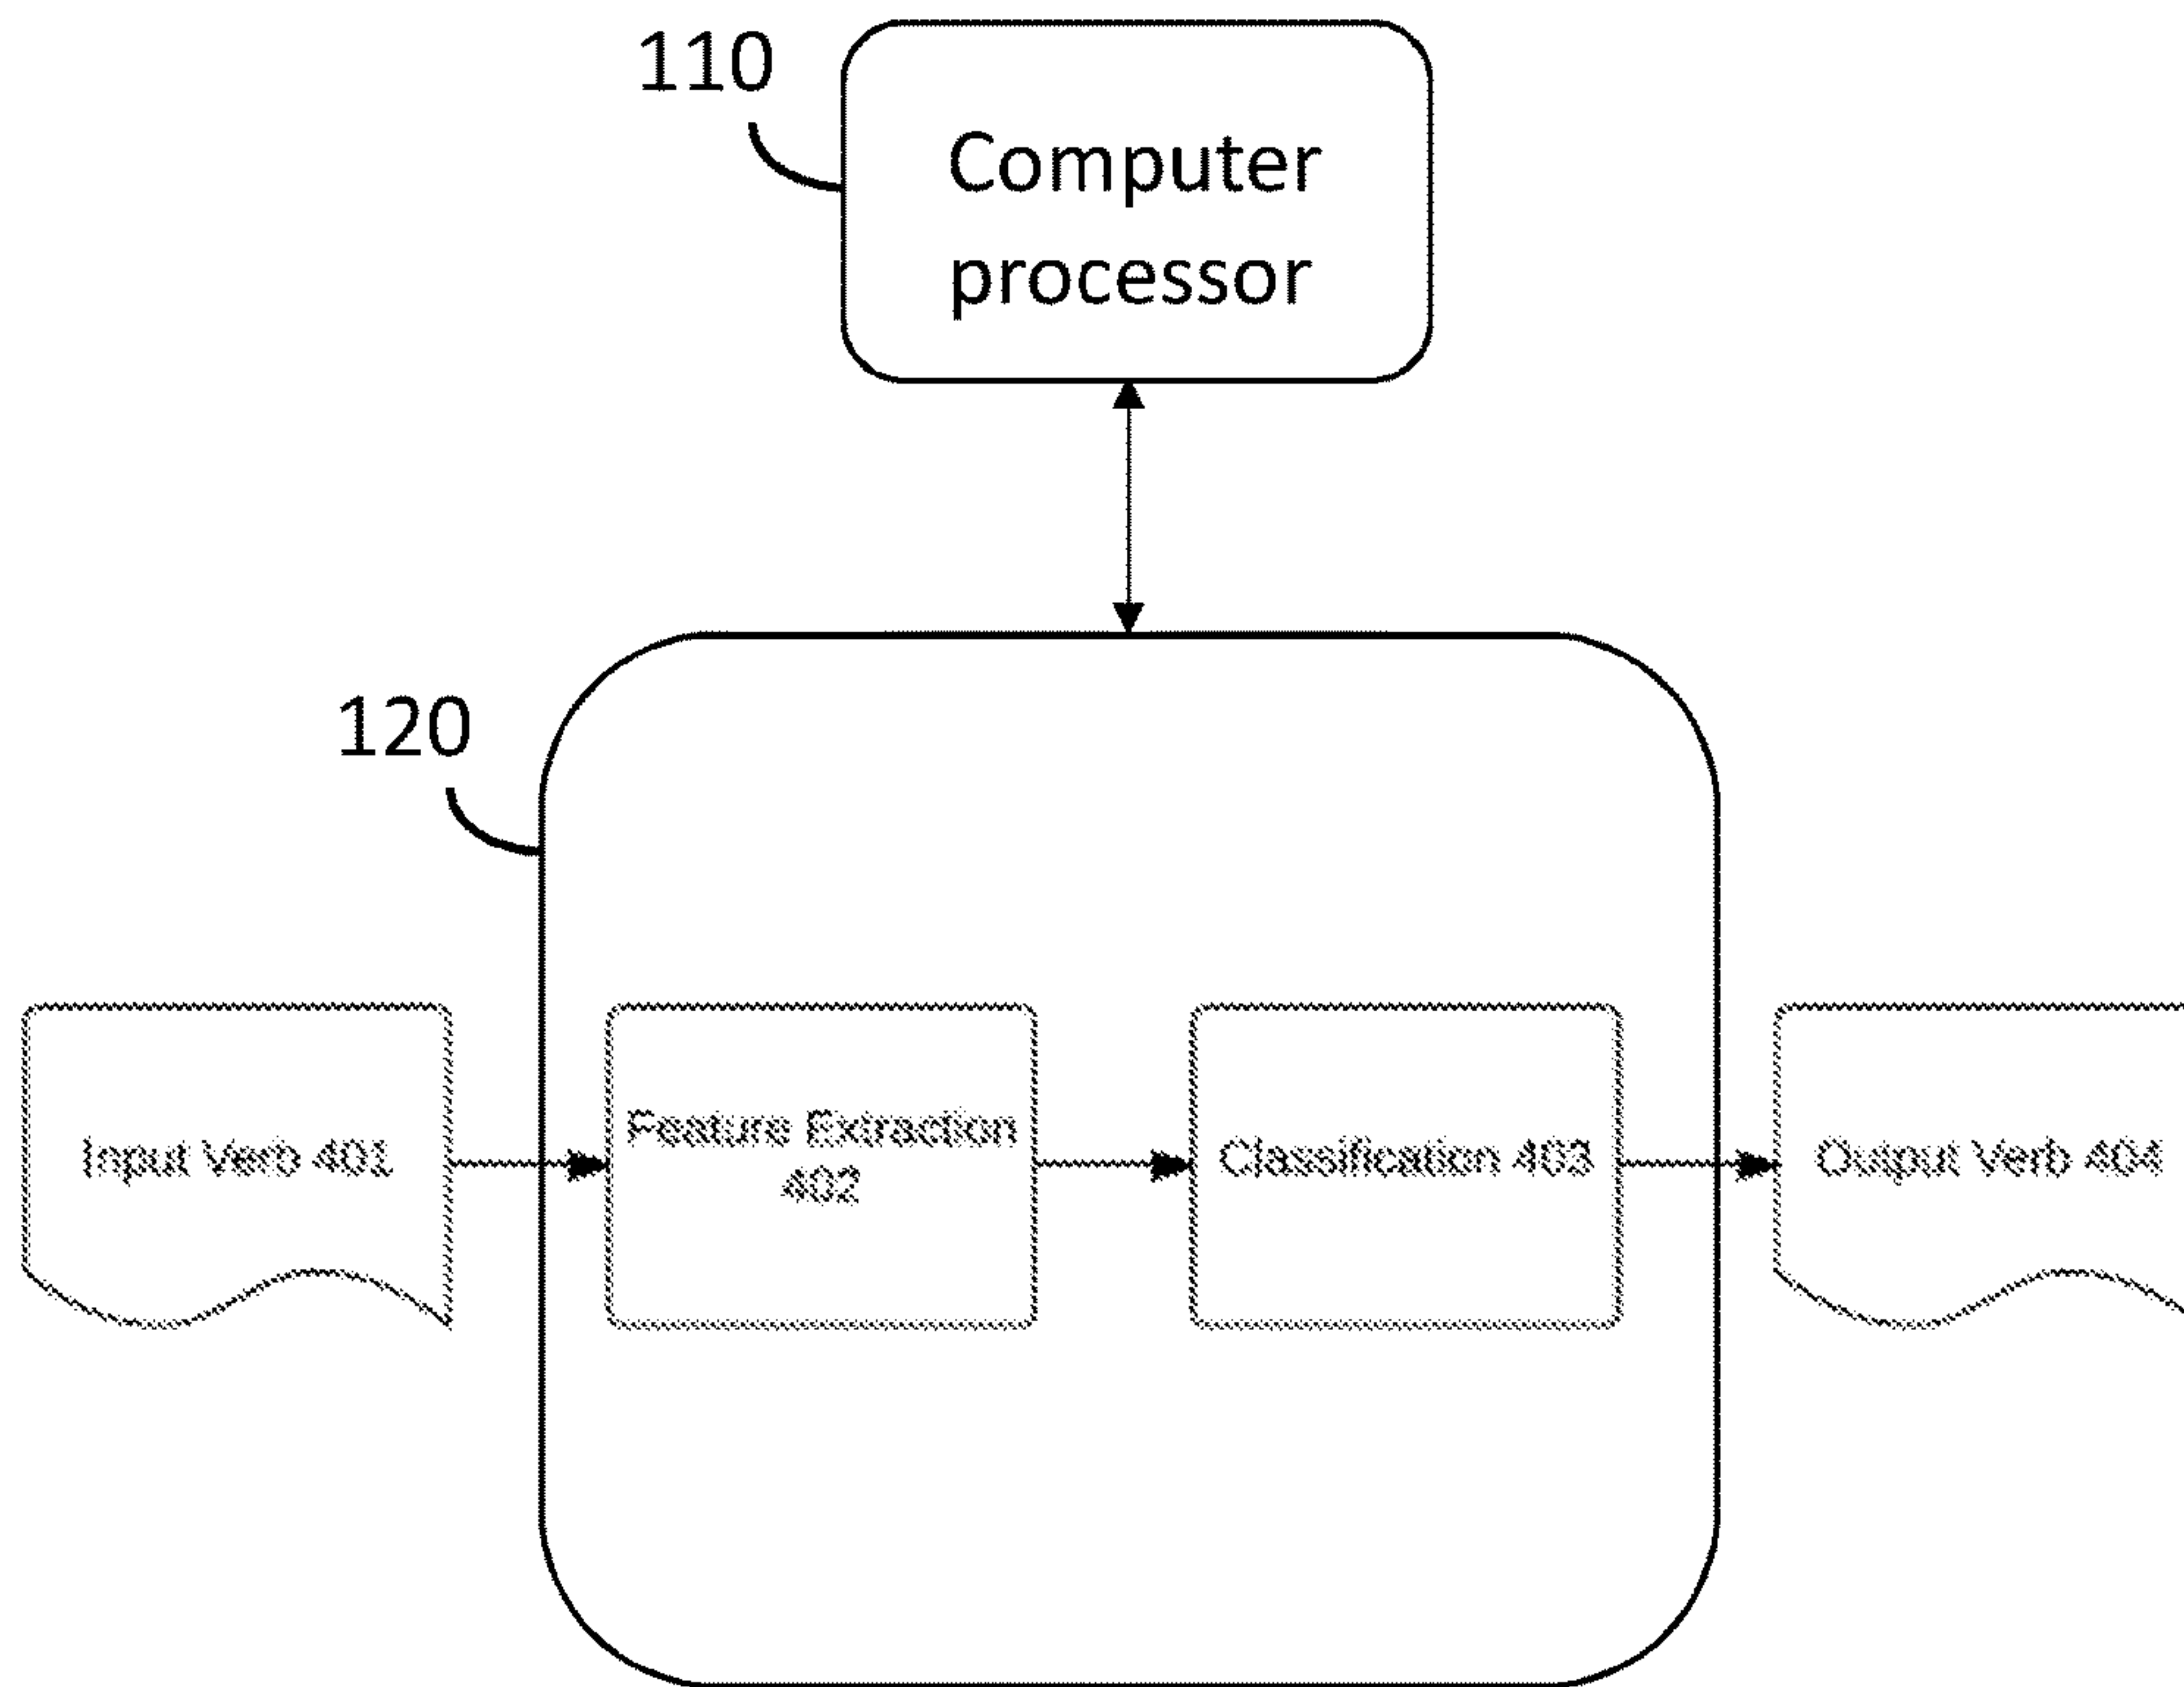 110
Computer
processor
120
Input Verb 401
Feature Extraction
402
Classification 403
Output Verb 404